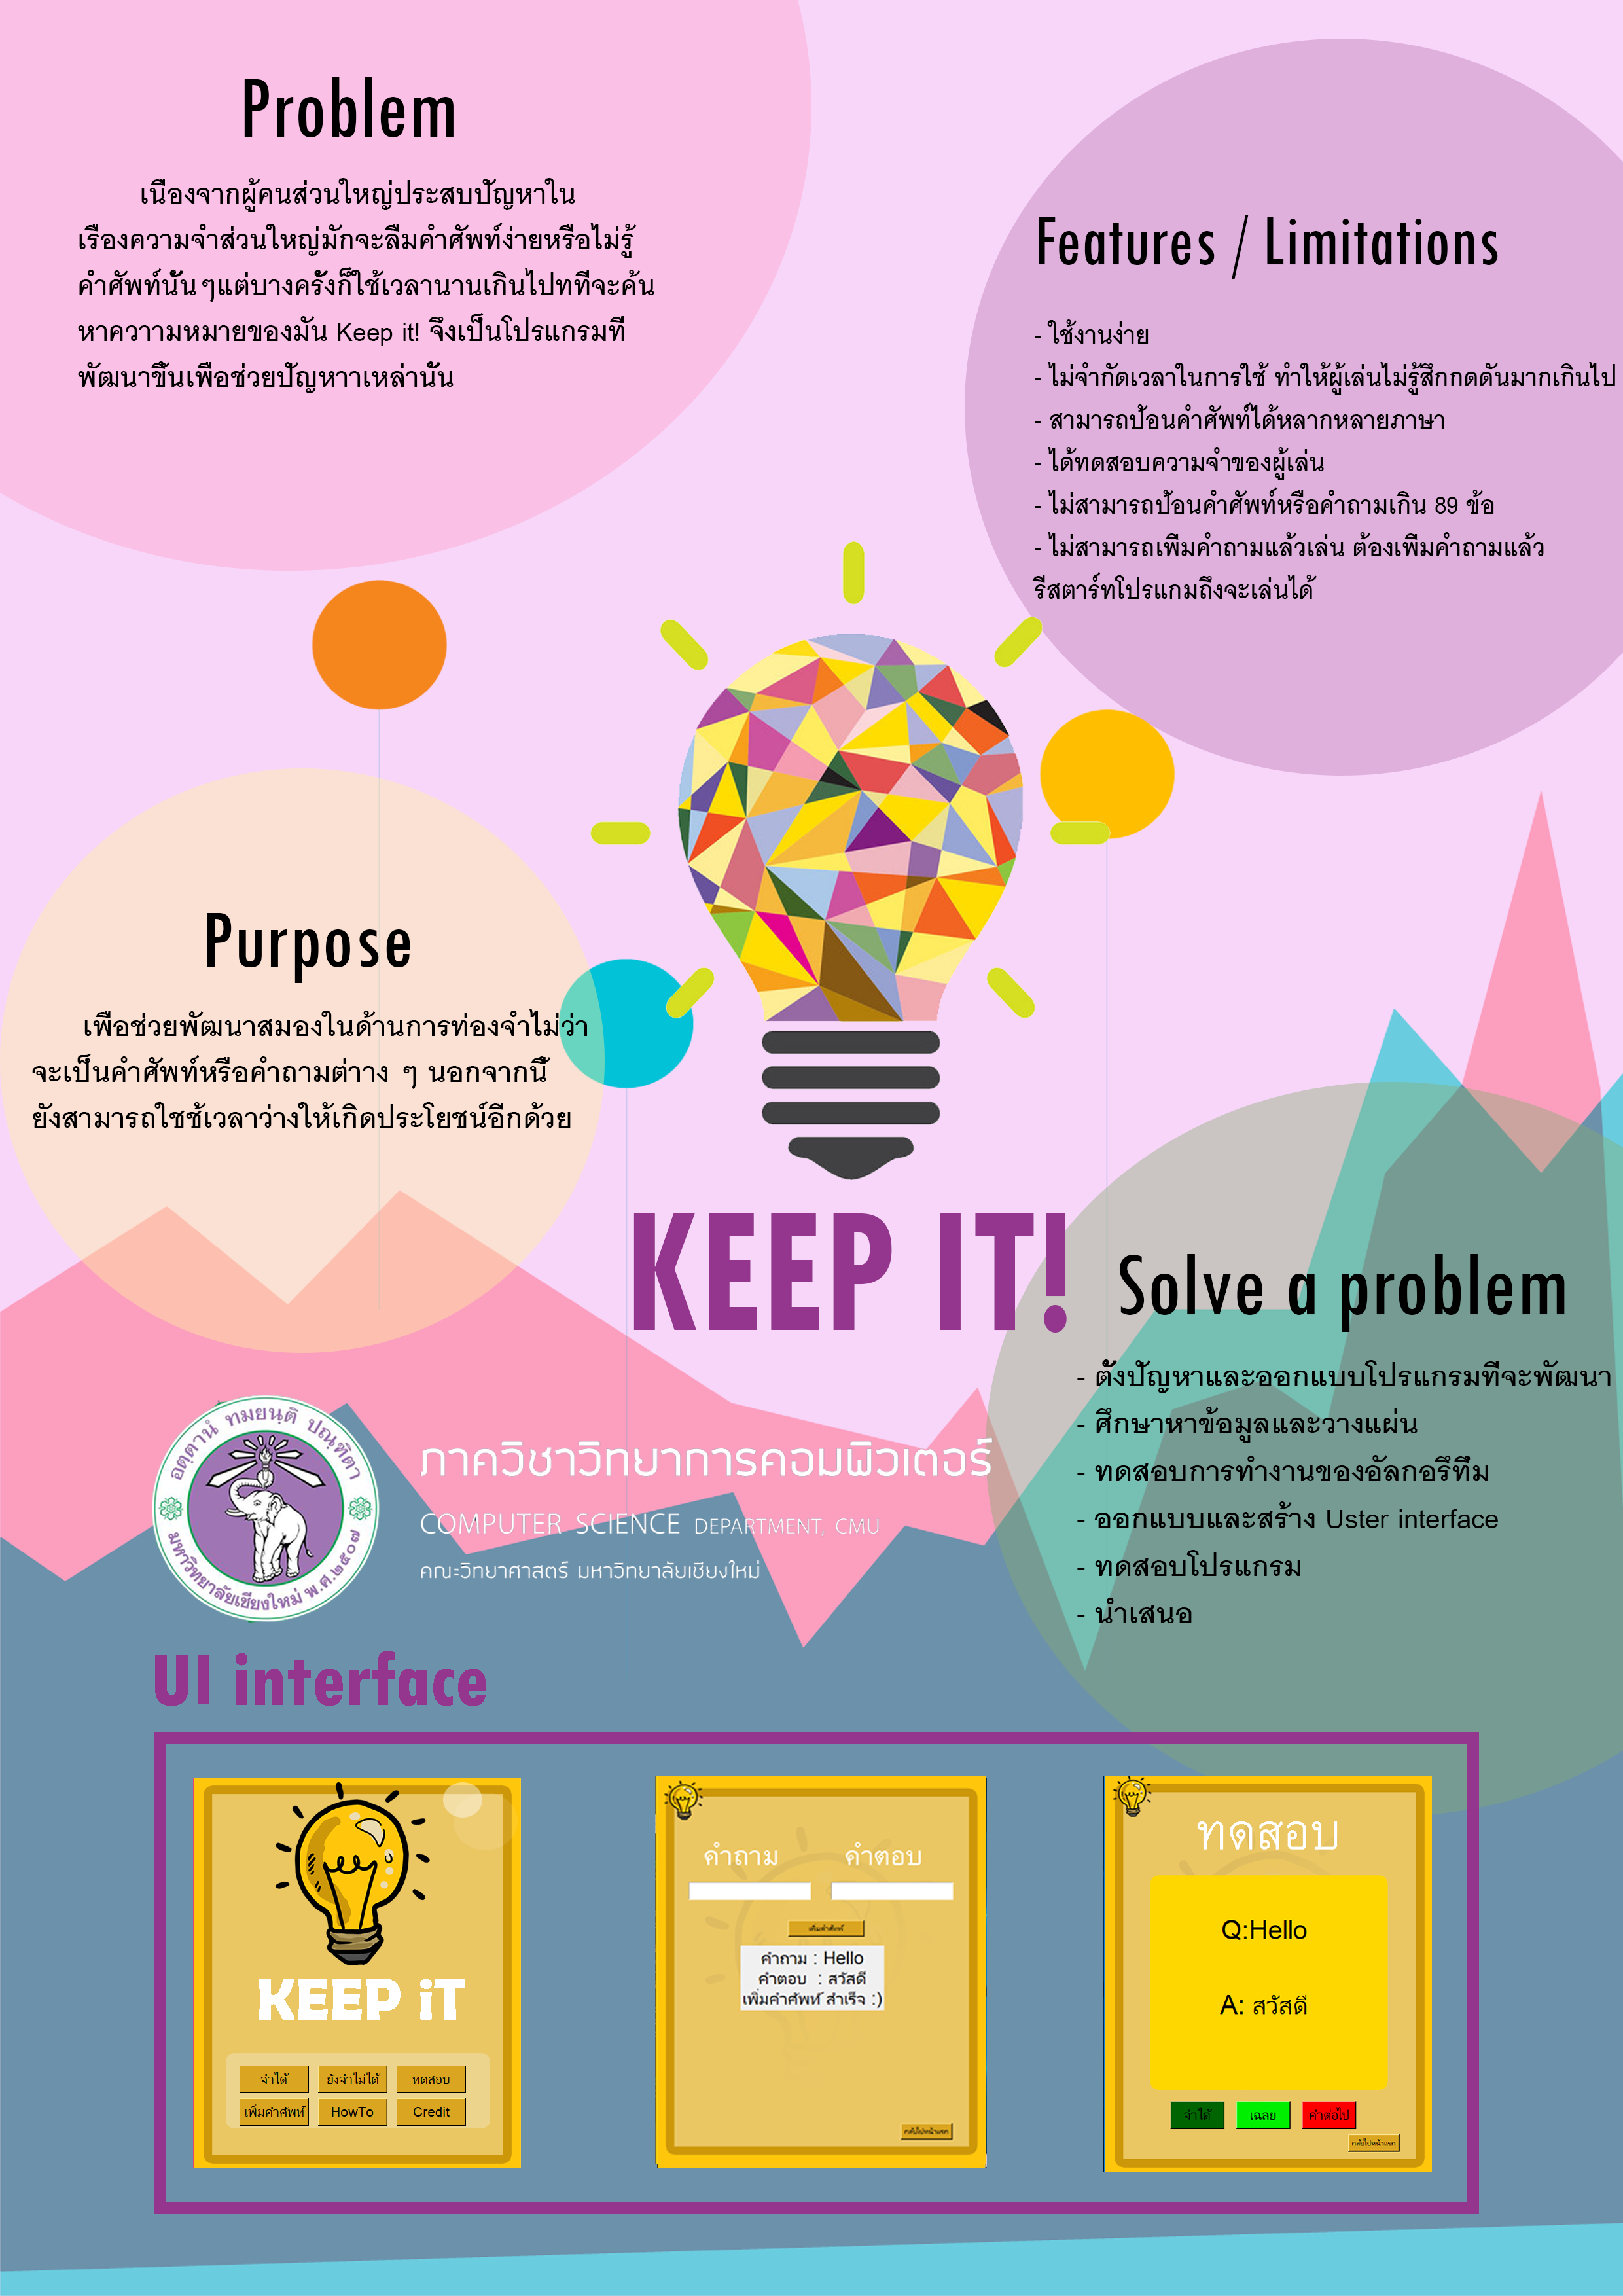 Problem
เนื่องจากผู้คนส่วนใหญ่ประสบปัญหาใน
เรื่องความจำส่วนใหญ่มักจะลืมคำศัพท์ง่ายหรือไม่รู้
คำศัพท์นั้น ๆแต่บางครั้งก็ใช้เวลานานเกินไปทที่จะค้น
หาควาามหมายของมัน Keep it! จึงเป็นโปรแกรมที่
พัฒนาขึ้นเพื่อช่วยปัญหาาเหล่านั้น
Features / Limitations
- ใช้งานง่าย
- ไม่จำกัดเวลาในการใช้ ทำให้ผู้เล่นไม่รู้สึกกดดันมากเกินไป
- สามารถป้อนคำศัพท์ได้หลากหลายภาษา
- ได้ทดสอบความจำของผู้เล่น
- ไม่สามารถป้อนคำศัพท์หรือคำถามเกิน 89 ข้อ
- ไม่สามารถเพิ่มคำถามแล้วเล่น ต้องเพิ่มคำถามแล้ว
รีสตาร์ทโปรแกมถึงจะเล่นได้
Purpose
เพื่อช่วยพัฒนาสมองในด้านการท่องจำไม่ว่า
จะเป็นคำศัพท์หรือคำถามต่าาง ๆ นอกจากนี้
ยังสามารถใชช้เวลาว่างให้เกิดประโยชน์อีกด้วย
KEEP IT!
Solve a problem
- ตั้งปัญหาและออกแบบโปรแกรมที่จะพัฒนา
- ศึกษาหาข้อมูลและวางแผ่น
- ทดสอบการทำงานของอัลกอรึทึม
- ออกแบบและสร้าง Uster interface
- ทดสอบโปรแกรม
- นำเสนอ
อตฺตานํ ทมยนฺติ ปณฺฑิตา
มหาวิทยาลัยเชียงใหม่ พ.ศ.๒๕๐๗
ภาควิชาวิทยาการคอมพิวเตอร์
COMPUTER SCIENCE DEPARTMENT, CMU
คณะวิทยาศาสตร์ มหาวิทยาลัยเชียงใหม่
UI interface
KEEP iT
จำได้ ยังจำไม่ได้ ทดสอบ
เพิ่มคำศัพท์ HowTo Credit
คำถาม คำตอบ
เพิ่มคำศัพท์
คำถาม : Hello
คำตอบ : สวัสดี
เพิ่มคำศัพท์ สำเร็จ :)
กลับไปหน้าแรก
ทดสอบ
Q:Hello
A: สวัสดี
จำได้ เฉลย คำต่อไป
กลับไปหน้าแรก